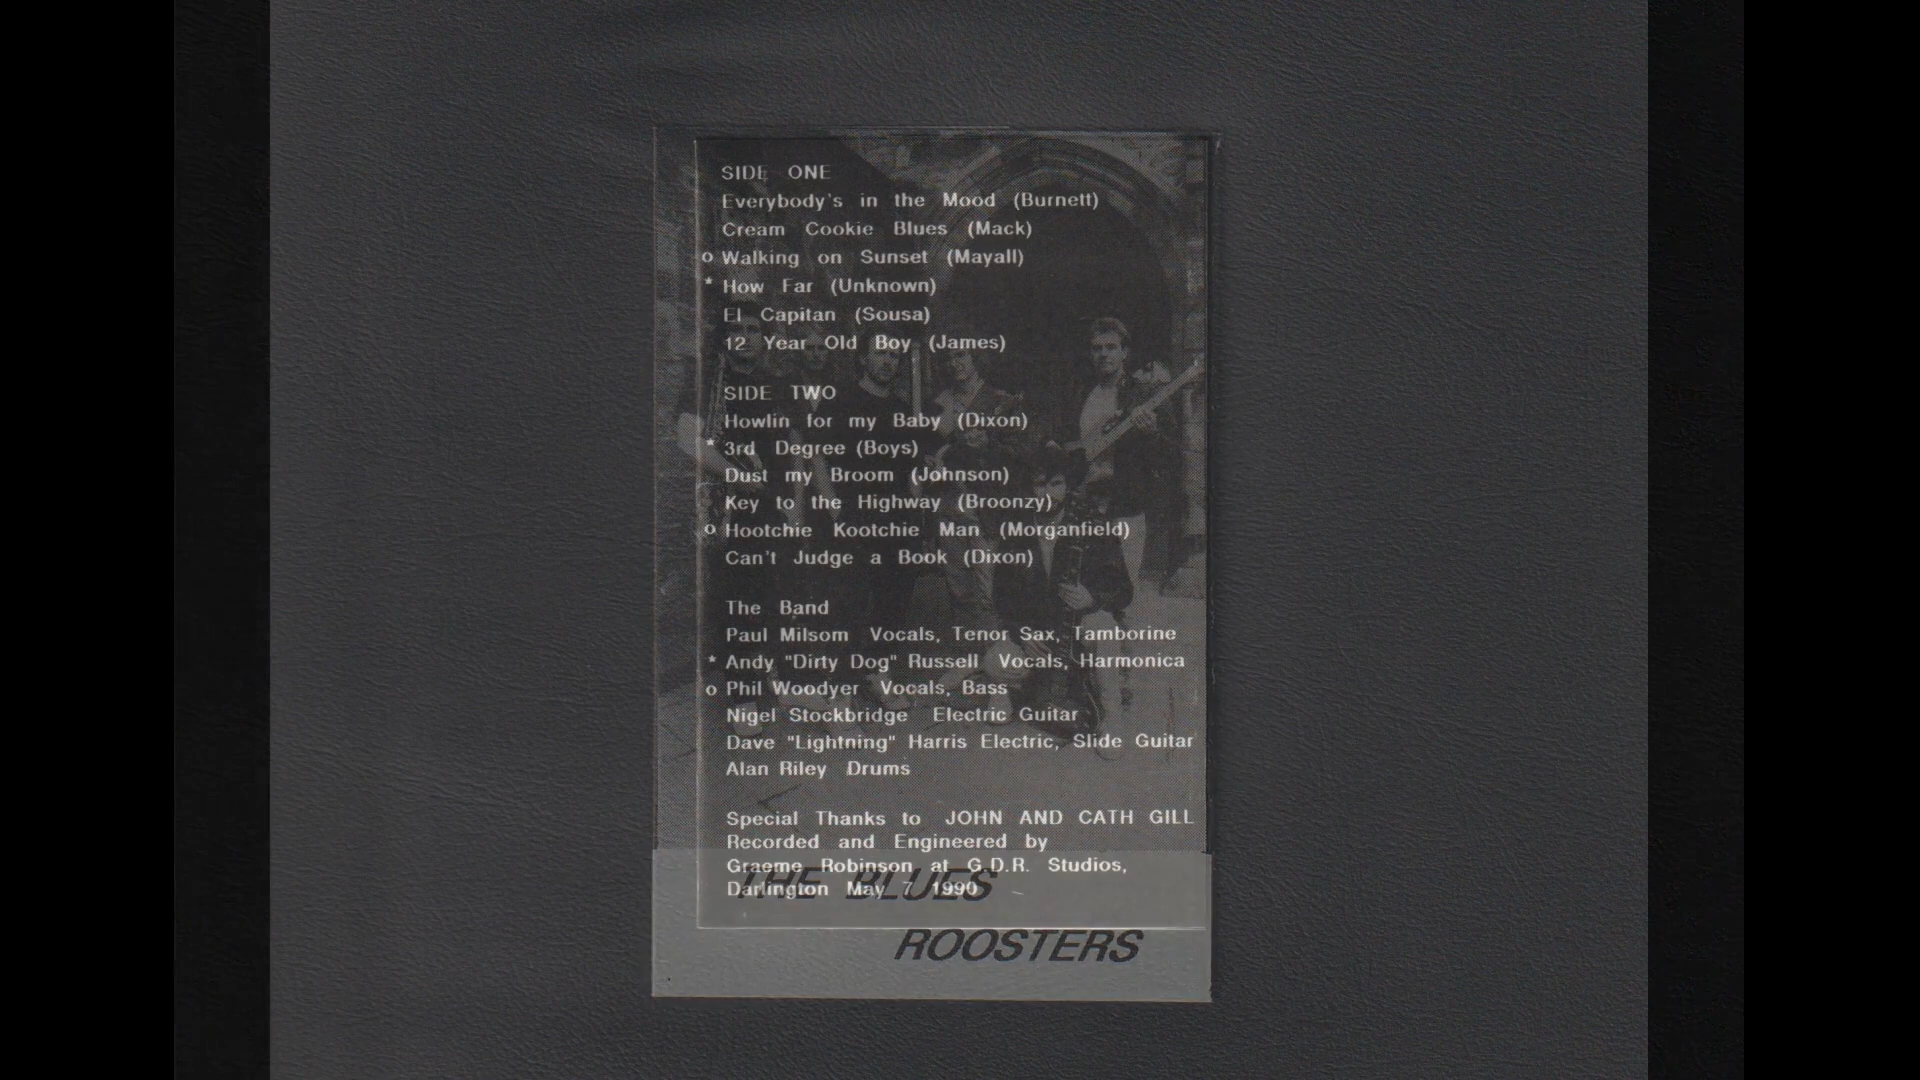 SIDE ONE
Everybody's in the Mood (Burnett)
Cream Cookie Blues (Mack)
o Walking on Sunset (Mayall)
* How Far (Unknown)
El Capitan (Sousa)
12 Year Old Boy (James)
SIDE TWO
Howlin for my Baby (Dixon)
* 3rd Degree (Boys)
Dust my Broom (Johnson)
Key to the Highway (Broonzy)
o Hootchie Kootchie Man (Morganfield)
Can't Judge a Book (Dixon)
The Band
Paul Milsom Vocals, Tenor Sax, Tamborine
* Andy "Dirty Dog" Russell Vocals, Harmonica
o Phil Woodyer Vocals, Bass
Nigel Stockbridge Electric Guitar
Dave "Lightning" Harris Electric, Slide Guitar
Alan Riley Drums
Special Thanks to JOHN AND CATH GILL
Recorded and Engineered by
Graeme Robinson at G.D.R. Studios,
Darlington May 7 1990
THE BLUES
ROOSTERS